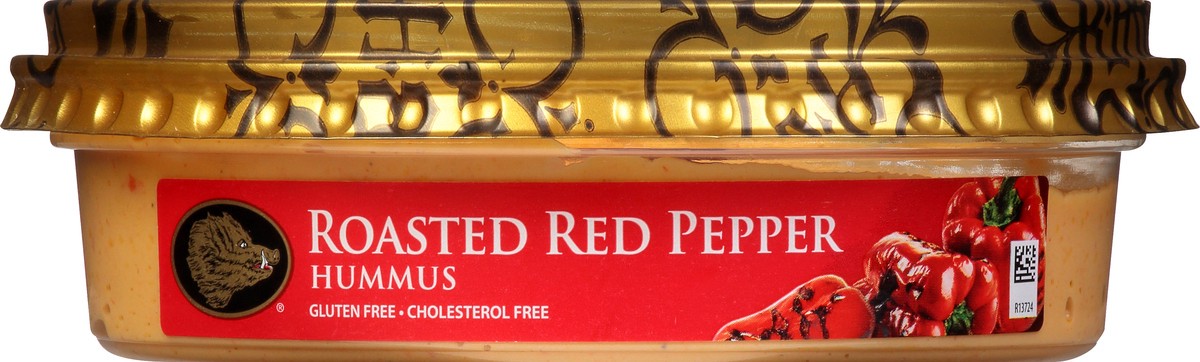 ROASTED RED PEPPER
HUMMUS
®
GLUTEN FREE • CHOLESTEROL FREE
R13724